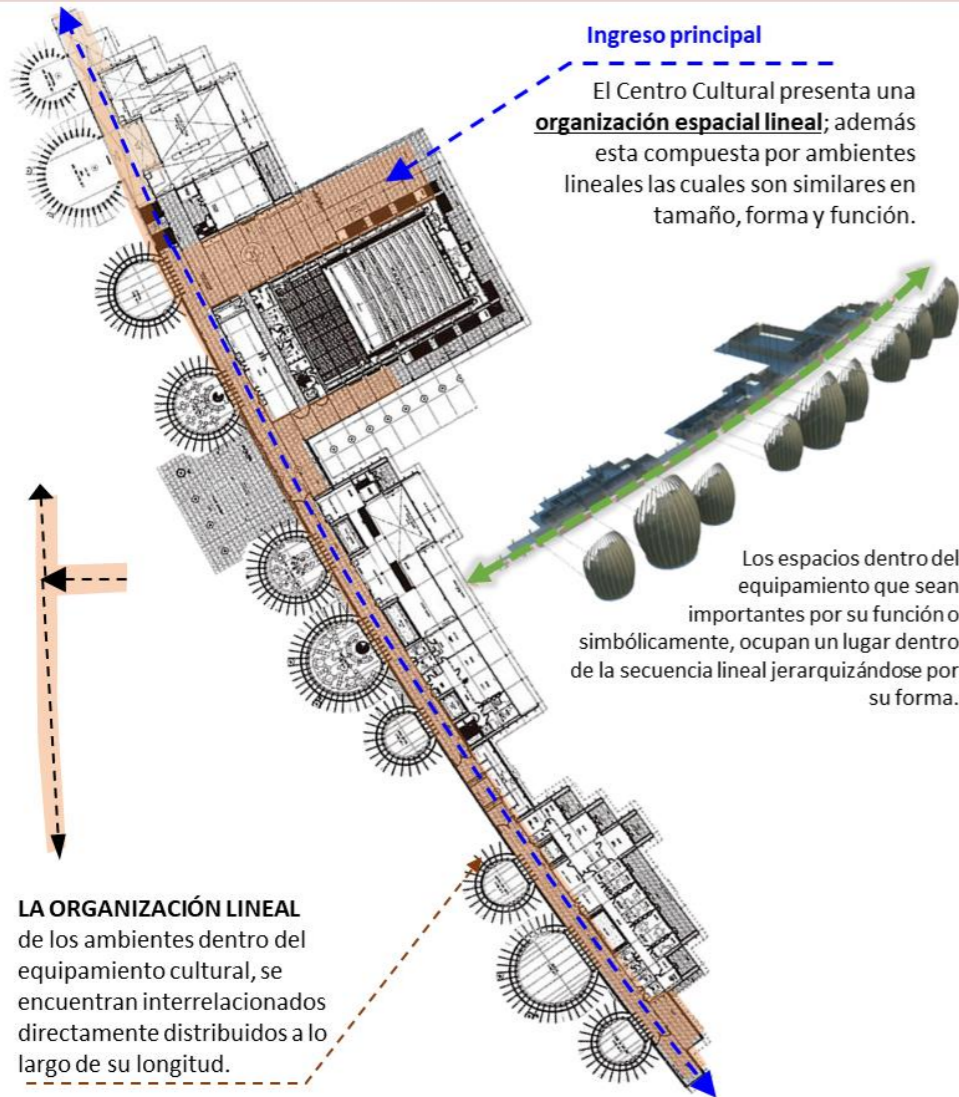 Ingreso principal
El Centro Cultural presenta una
organización espacial lineal; además
esta compuesta por ambientes
lineales las cuales son similares en
tamaño, forma y función.
Los espacios dentro del
equipamiento que sean
importantes por su función o
simbólicamente, ocupan un lugar dentro
de la secuencia lineal jerarquizándose por
su forma.
LA ORGANIZACIÓN LINEAL
de los ambientes dentro del
equipamiento cultural, se
encuentran interrelacionados
directamente distribuidos a lo
largo de su longitud.